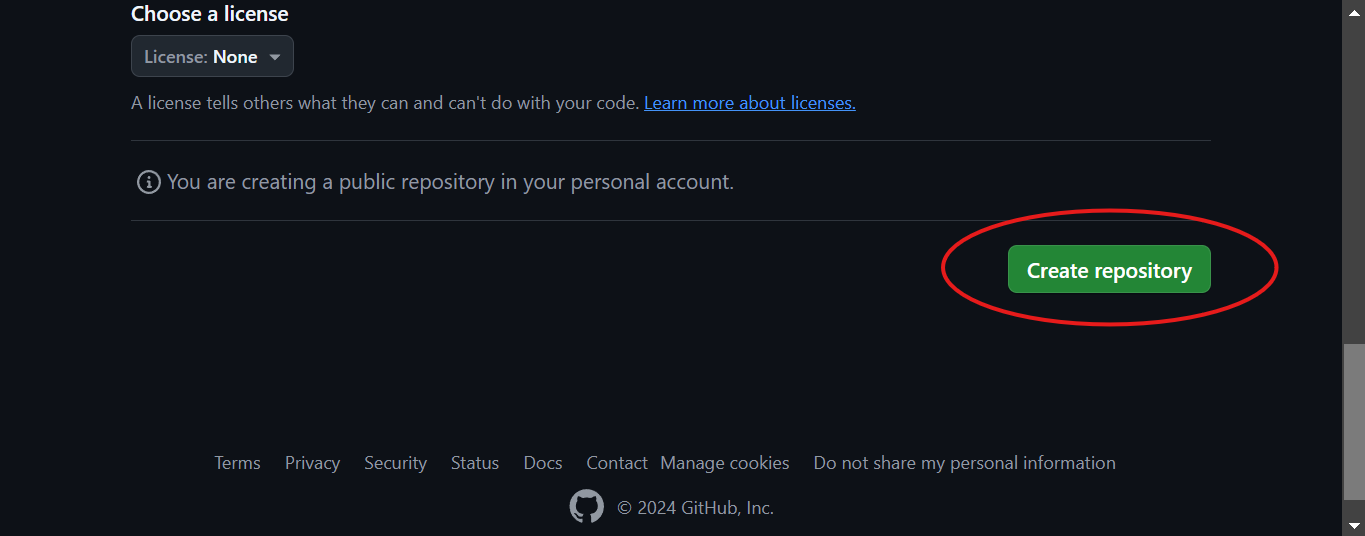 Choose a license
License: None
A license tells others what they can and can't do with your code. Learn more about licenses.
You are creating a public repository in your personal account.
Create repository
Terms Privacy Security Status Docs Contact Manage cookies Do not share my personal information
© 2024 GitHub, Inc.